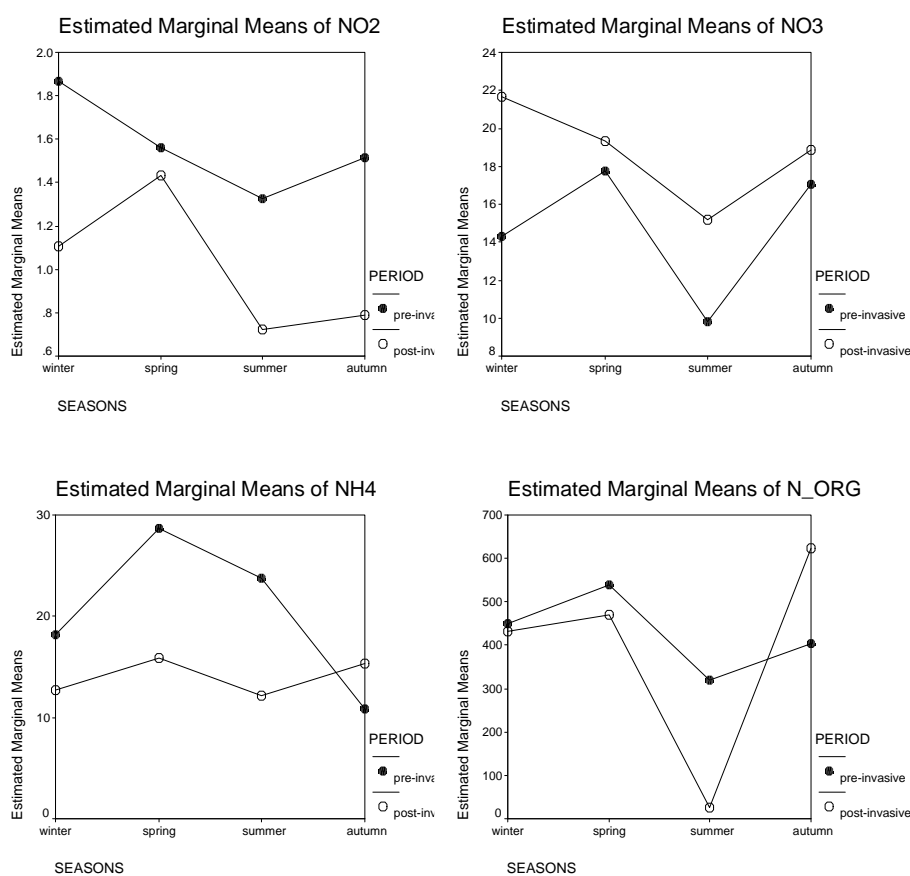 Estimated Marginal Means of NO2
Estimated Marginal Means
2.0
1.8
1.6
1.4
1.2
1.0
.8
.6
winter spring summer autumn
SEASONS
PERIOD
pre-inva
post-inv
Estimated Marginal Means of NO3
Estimated Marginal Means
24
22
20
18
16
14
12
10
8
winter spring summer autumn
SEASONS
PERIOD
pre-invasive
post-invasive
Estimated Marginal Means of NH4
Estimated Marginal Means
30
20
10
0
winter spring summer autumn
SEASONS
PERIOD
pre-inva
post-inv
Estimated Marginal Means of N_ORG
Estimated Marginal Means
700
600
500
400
300
200
100
0
winter spring summer autumn
SEASONS
PERIOD
pre-invasive
post-invasive